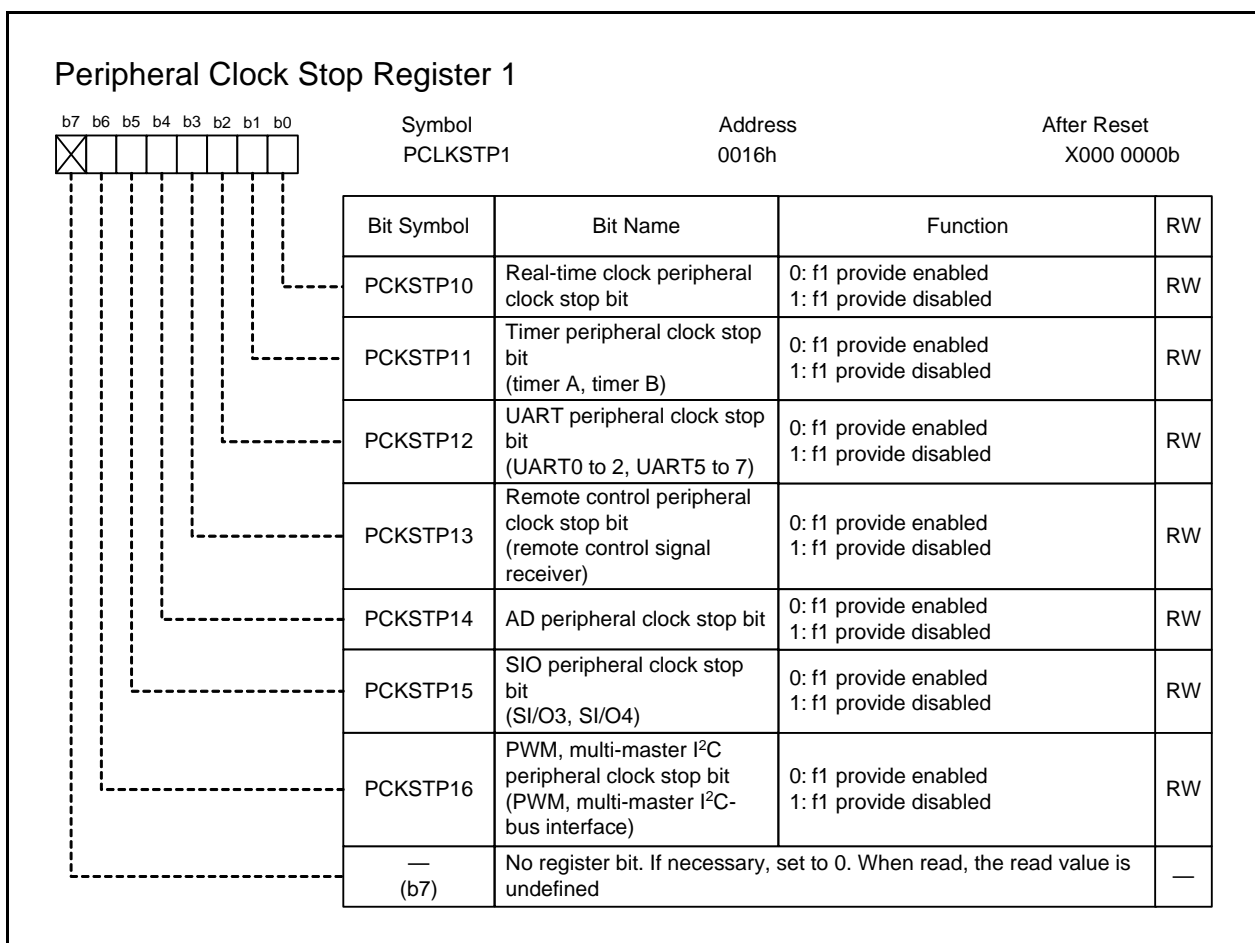 Peripheral Clock Stop Register 1
b7 b6 b5 b4 b3 b2 b1 b0
Symbol Address After Reset
PCLKSTP1 0016h X000 0000b
Bit Symbol Bit Name Function RW
PCKSTP10
Real-time clock peripheral
clock stop bit
0: f1 provide enabled
1: f1 provide disabled
RW
PCKSTP11
Timer peripheral clock stop
bit
(timer A, timer B)
0: f1 provide enabled
1: f1 provide disabled
RW
PCKSTP12
UART peripheral clock stop
bit
(UART0 to 2, UART5 to 7)
0: f1 provide enabled
1: f1 provide disabled
RW
PCKSTP13
Remote control peripheral
clock stop bit
(remote control signal
receiver)
0: f1 provide enabled
1: f1 provide disabled
RW
PCKSTP14
AD peripheral clock stop bit
0: f1 provide enabled
1: f1 provide disabled
RW
PCKSTP15
SIO peripheral clock stop
bit
(SI/O3, SI/O4)
0: f1 provide enabled
1: f1 provide disabled
RW
PCKSTP16
PWM, multi-master I²C
peripheral clock stop bit
(PWM, multi-master I²C-
bus interface)
0: f1 provide enabled
1: f1 provide disabled
RW
—
(b7)
No register bit. If necessary, set to 0. When read, the read value is
undefined
—